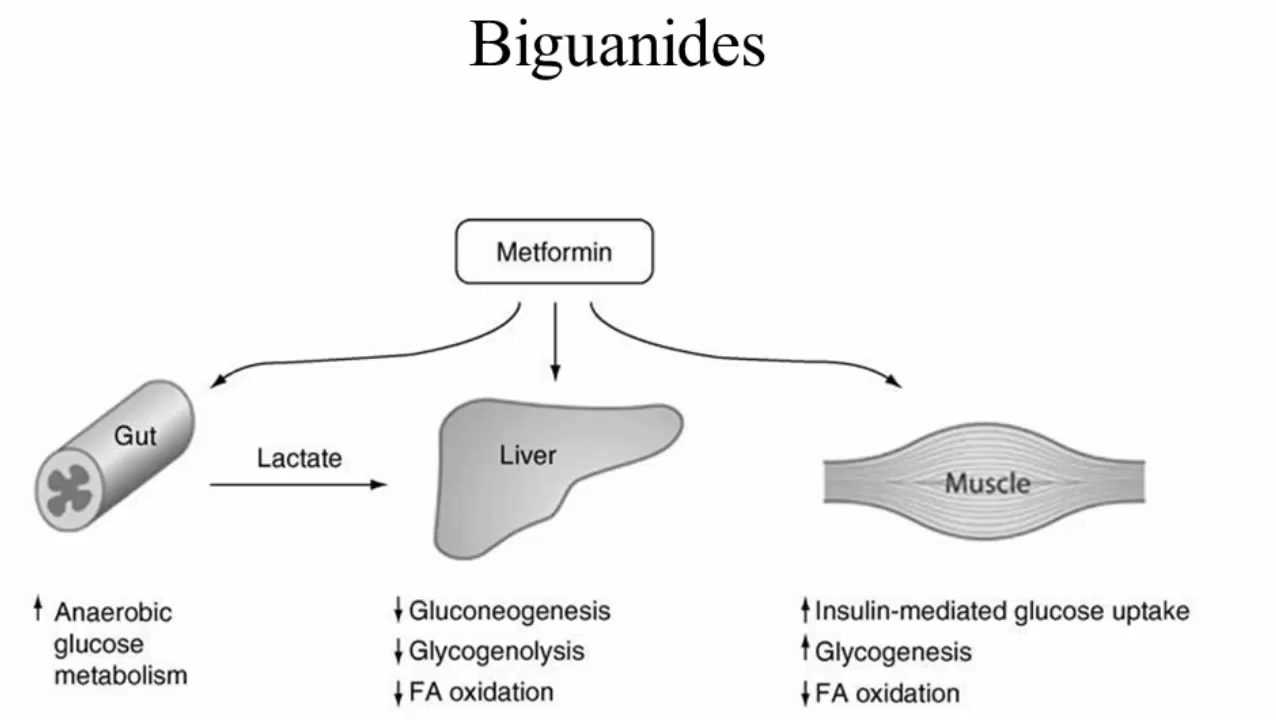 Biguanides
Metformin
Gut
Lactate
Liver
Muscle
↑ Anaerobic
glucose
metabolism
↓ Gluconeogenesis
↓ Glycogenolysis
↓ FA oxidation
↑ Insulin-mediated glucose uptake
↑ Glycogenesis
↓ FA oxidation